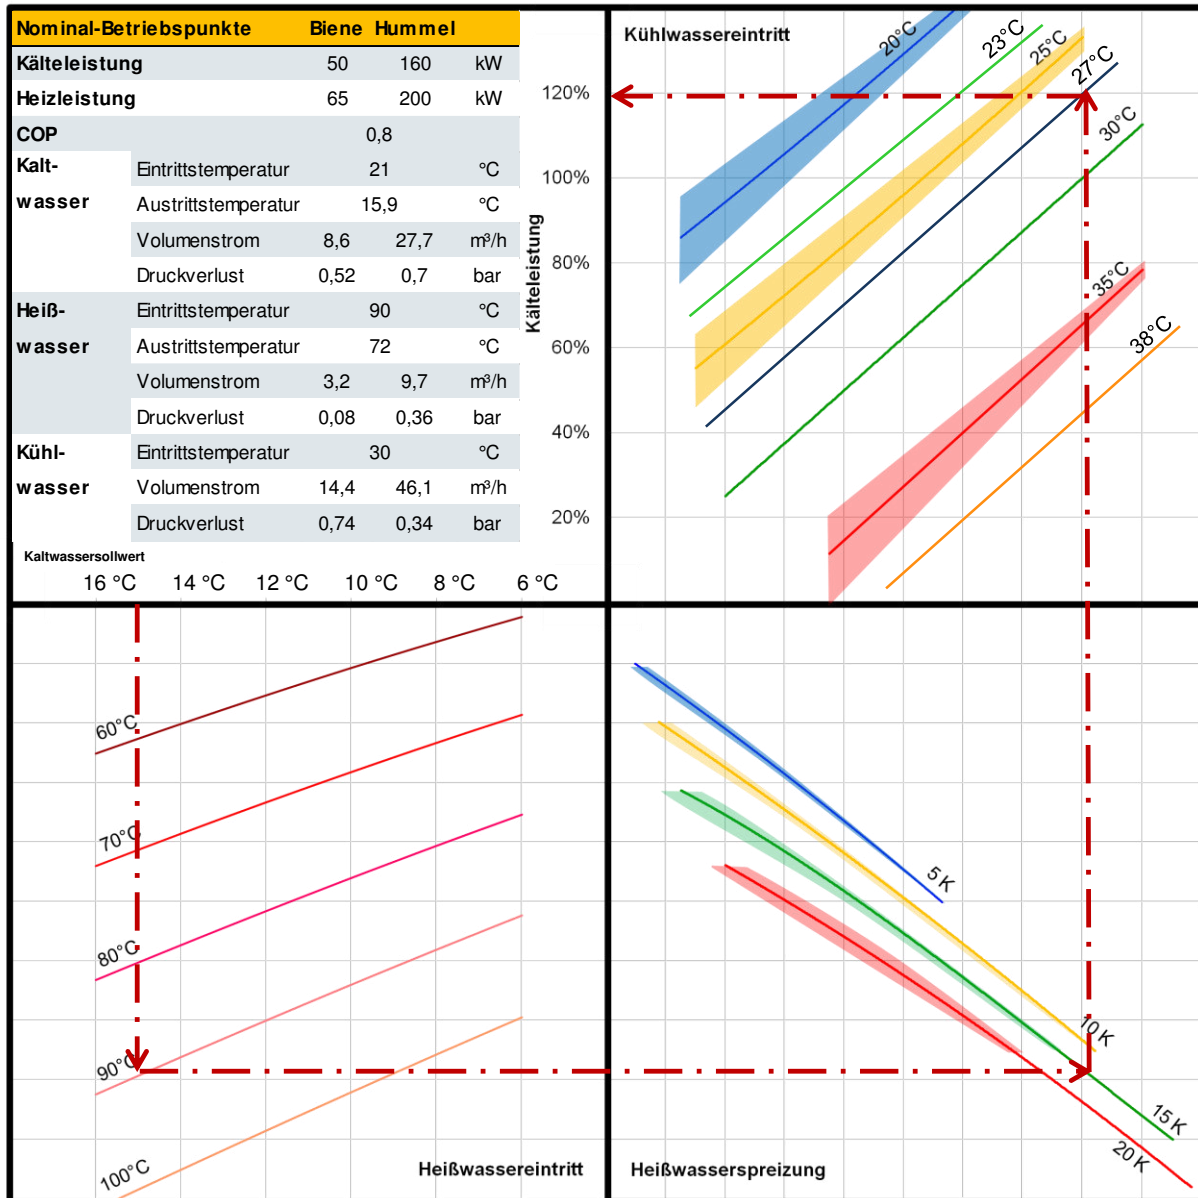 Nominal-Betriebspunkte Biene Hummel
Kälteleistung 50 160 kW
Heizleistung 65 200 kW
COP 0,8
Kalt- Eintrittstemperatur 21 °C
wasser Austrittstemperatur 15,9 °C
Volumenstrom 8,6 27,7 m³/h
Druckverlust 0,52 0,7 bar
Heiß- Eintrittstemperatur 90 °C
wasser Austrittstemperatur 72 °C
Volumenstrom 3,2 9,7 m³/h
Druckverlust 0,08 0,36 bar
Kühl- Eintrittstemperatur 30 °C
wasser Volumenstrom 14,4 46,1 m³/h
Druckverlust 0,74 0,34 bar
Kaltwassersollwert
16 °C 14 °C 12 °C 10 °C 8 °C 6 °C
Kälteleistung
120%
100%
80%
60%
40%
20%
Kühlwassereintritt
20°C
23°C
25°C
27°C
30°C
35°C
38°C
60°C
70°C
80°C
90°C
100°C
Heißwassereintritt
5 K
10 K
15 K
20 K
Heißwasserspreizung